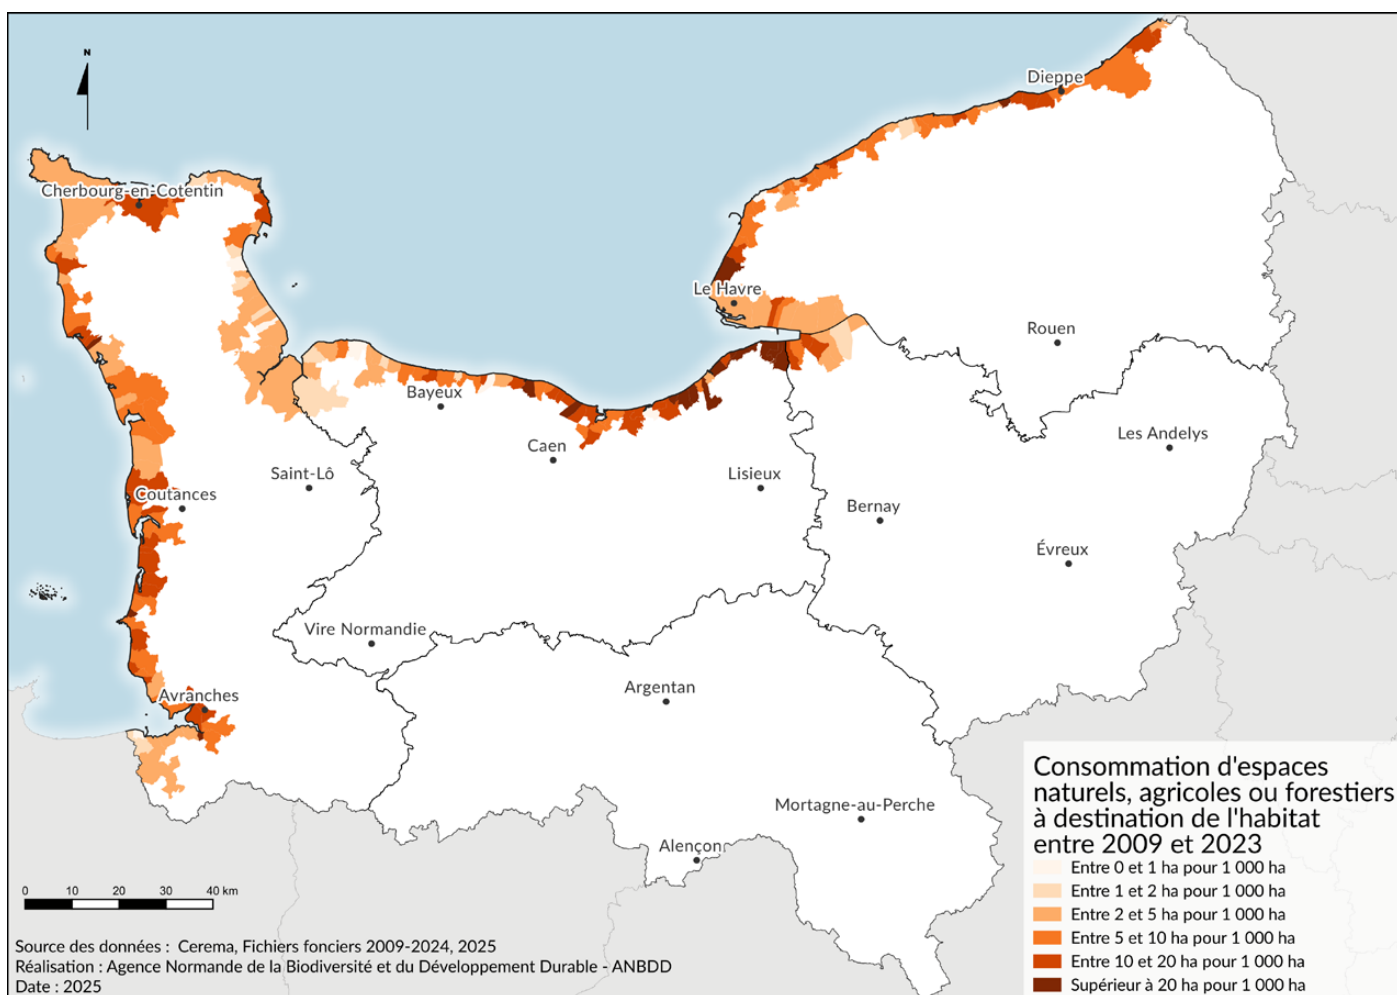 N
Dieppe
Cherbourg-en-Cotentin
Le Havre
Rouen
Bayeux
Les Andelys
Caen
Saint-Lô
Lisieux
Coutances
Bernay
Évreux
Vire Normandie
Argentan
Avranches
Mortagne-au-Perche
Alençon
Consommation d'espaces
naturels, agricoles ou forestiers
à destination de l'habitat
entre 2009 et 2023
Entre 0 et 1 ha pour 1 000 ha
Entre 1 et 2 ha pour 1 000 ha
Entre 2 et 5 ha pour 1 000 ha
Entre 5 et 10 ha pour 1 000 ha
Entre 10 et 20 ha pour 1 000 ha
Supérieur à 20 ha pour 1 000 ha
0 10 20 30 40 km
Source des données : Cerema, Fichiers fonciers 2009-2024, 2025
Réalisation : Agence Normande de la Biodiversité et du Développement Durable - ANBDD
Date : 2025